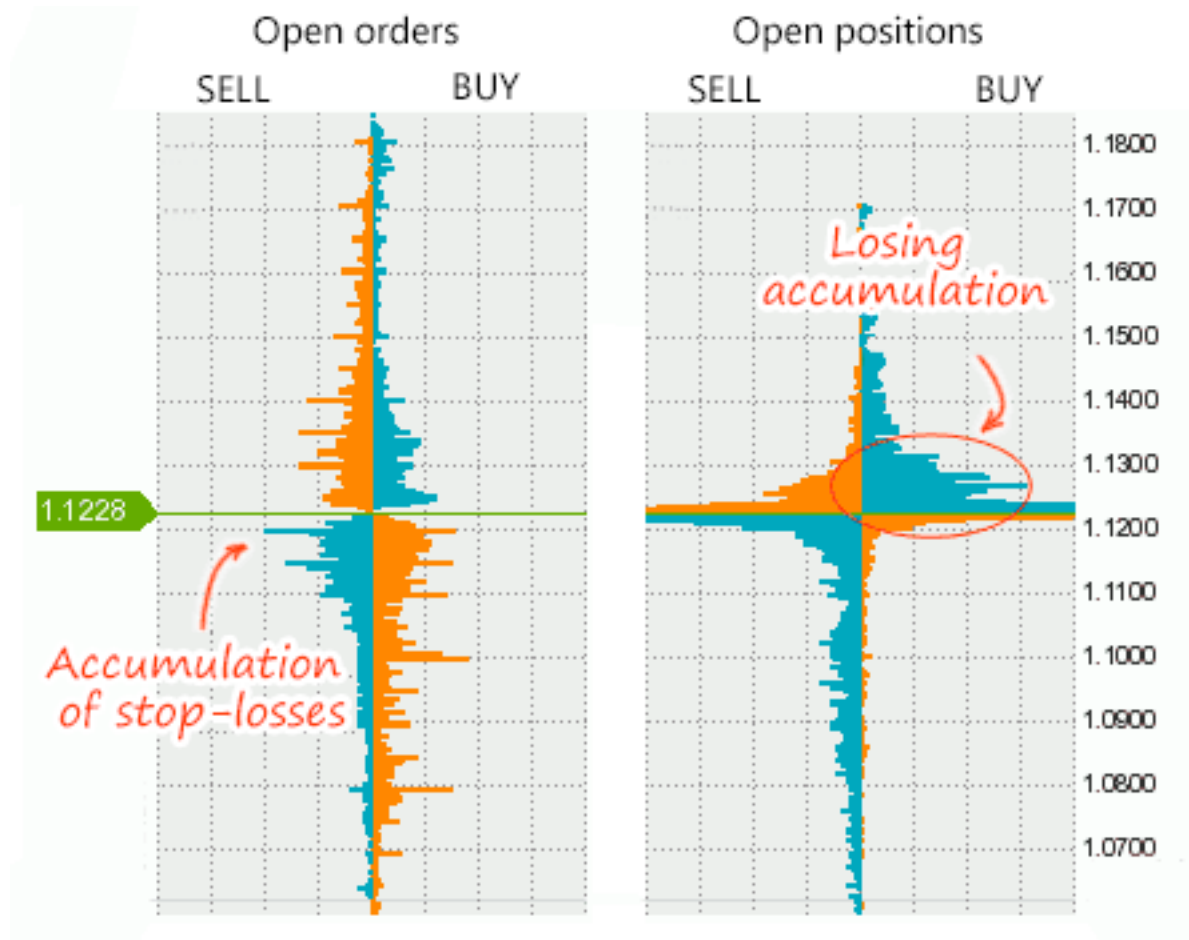 Open orders
Open positions
SELL
BUY
SELL
BUY
1.1800
1.1700
Losing
accumulation
1.1600
1.1500
1.1400
1.1300
1.1228
1.1200
1.1100
Accumulation
of stop-losses
1.1000
1.0900
1.0800
1.0700